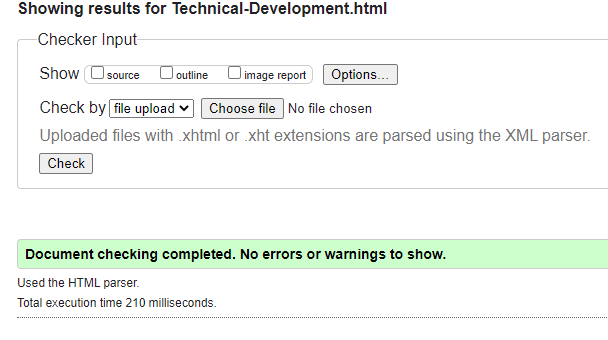 Showing results for Technical-Development.html
Checker Input
Show source outline image report Options...
Check by file upload Choose file No file chosen
Uploaded files with .xhtml or .xht extensions are parsed using the XML parser.
Check
Document checking completed. No errors or warnings to show.
Used the HTML parser.
Total execution time 210 milliseconds.